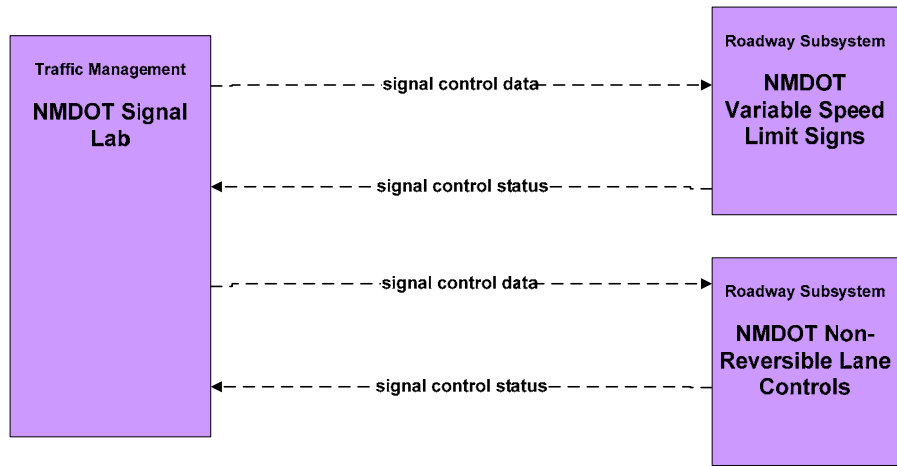 Traffic Management
NMDOT Signal
Lab
signal control data
signal control status
signal control data
signal control status
Roadway Subsystem
NMDOT
Variable Speed
Limit Signs
Roadway Subsystem
NMDOT Non-
Reversible Lane
Controls